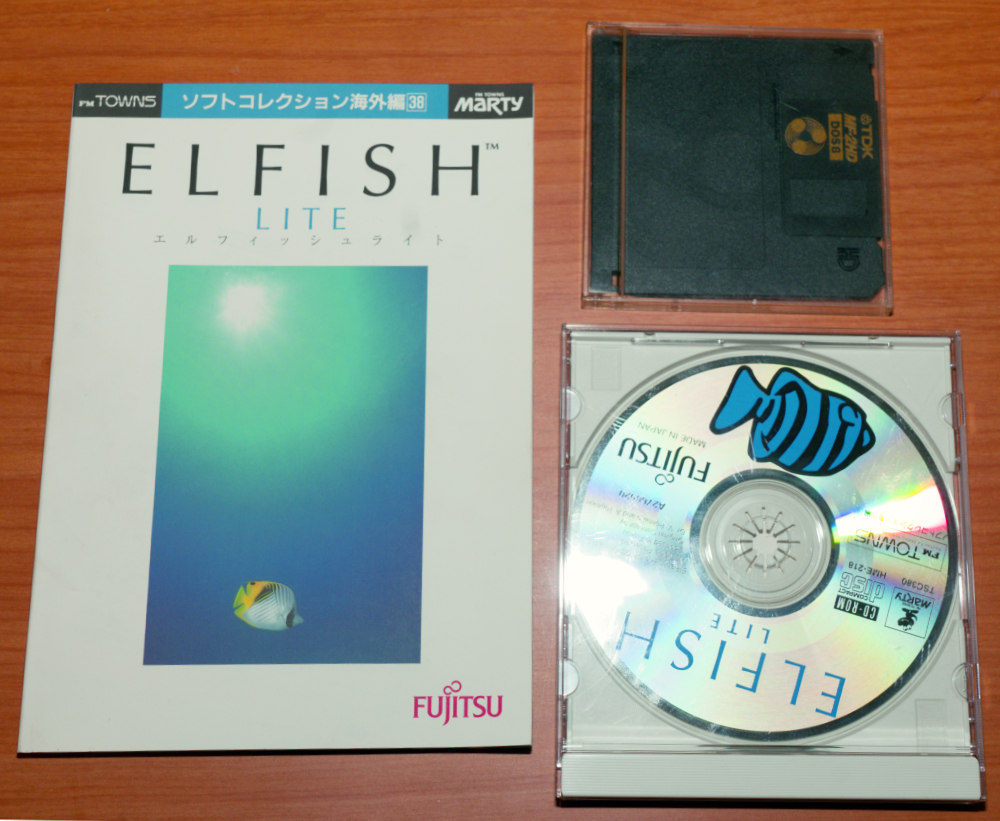 FM TOWNS
ソフトコレクション海外編 38
FM TOWNS
MARTY
ELFISH™
LITE
エルフィッシュライト
FUJITSU
TDK
MF-2HD
DOS8
HD
FUJITSU
MADE IN JAPAN
FM TOWNS
HME-218
TSC380
MARTY
COMPACT
disc
CD-ROM
ELFISH
LITE